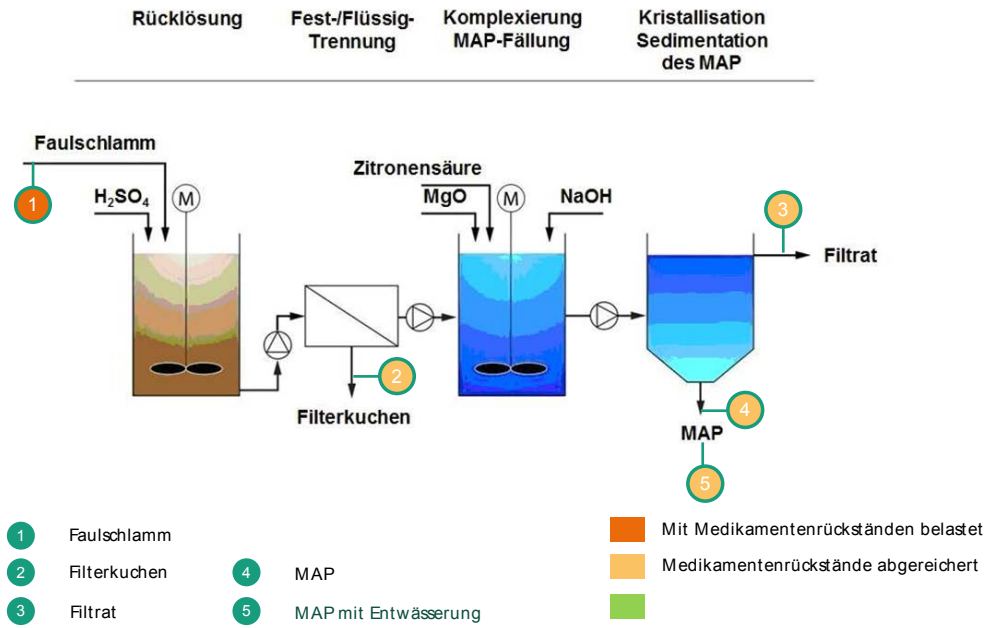 Rücklösung
Fest-/Flüssig-
Trennung
Komplexierung
MAP-Fällung
Kristallisation
Sedimentation
des MAP
Faulschlamm
1
H₂SO₄
M
Zitronensäure
MgO
M
NaOH
3
Filtrat
2
Filterkuchen
4
MAP
5
1 Faulschlamm
2 Filterkuchen
3 Filtrat
4 MAP
5 MAP mit Entwässerung
Mit Medikamentenrückständen belastet
Medikamentenrückstände abgereichert